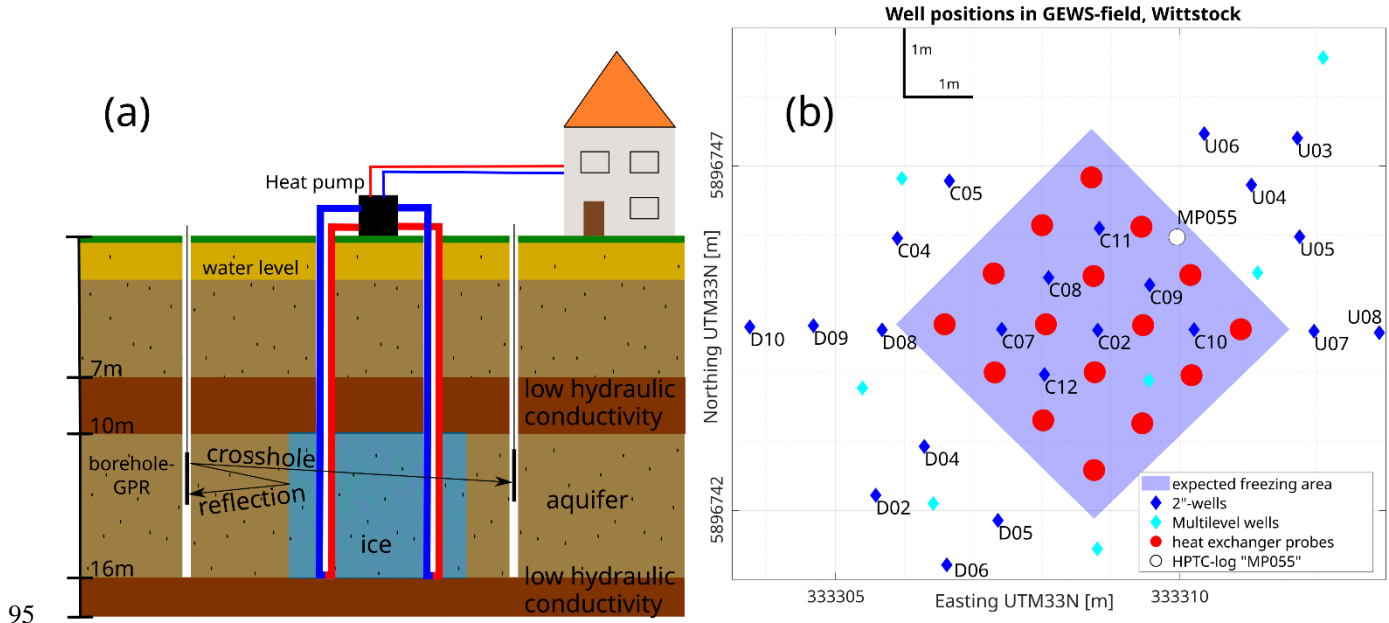 (a)
Heat pump
water level
7m
low hydraulic
conductivity
10m
borehole-
GPR
crosshole
reflection
aquifer
ice
16m
low hydraulic
conductivity
95
Well positions in GEWS-field, Wittstock
(b)
1m
1m
U06
U03
5896747
C05
U04
MP055
C11
U05
C04
C08
C09
U08
D10
D09
D08
C07
C02
C10
U07
C12
Northing UTM33N [m]
D04
D02
D05
5896742
D06
expected freezing area
2"-wells
Multilevel wells
heat exchanger probes
HPTC-log "MP055"
333305
Easting UTM33N [m]
333310